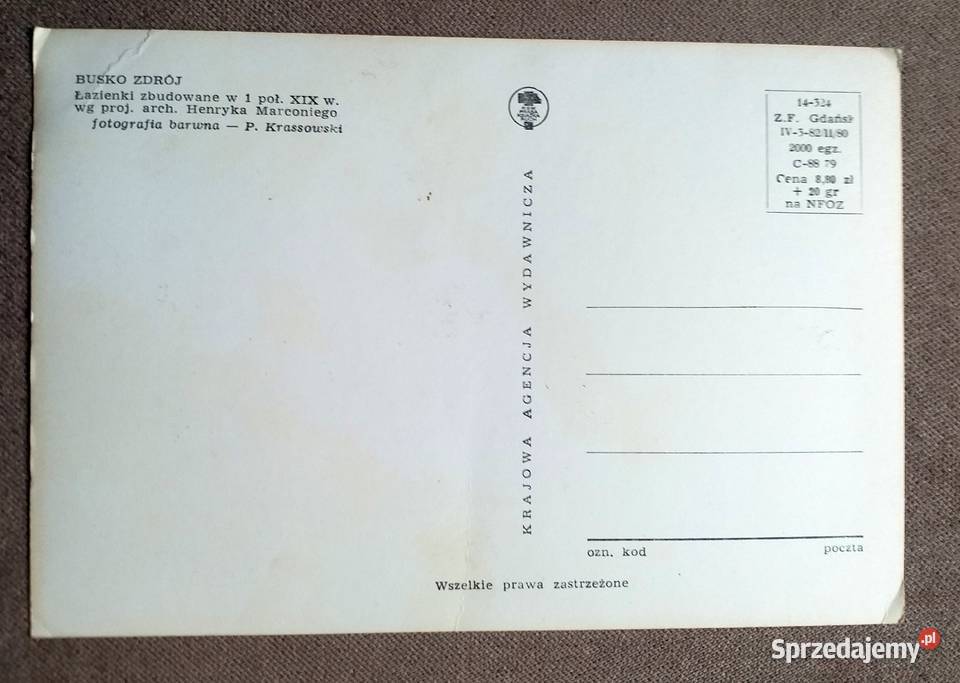 BUSKO ZDRÓJ
Łazienki zbudowane w 1 poł. XIX w.
wg proj. arch. Henryka Marconiego
fotografia barwna — P. Krassowski
KRAJOWA AGENCJA WYDAWNICZA
14-324
Z.F. Gdańsk
IV-3-82/11/80
2000 egz.
C-88 79
Cena 8,80 zł
+ 20 gr
na NFOZ
ozn. kod
poczta
Wszelkie prawa zastrzeżone
Sprzedajemy.pl